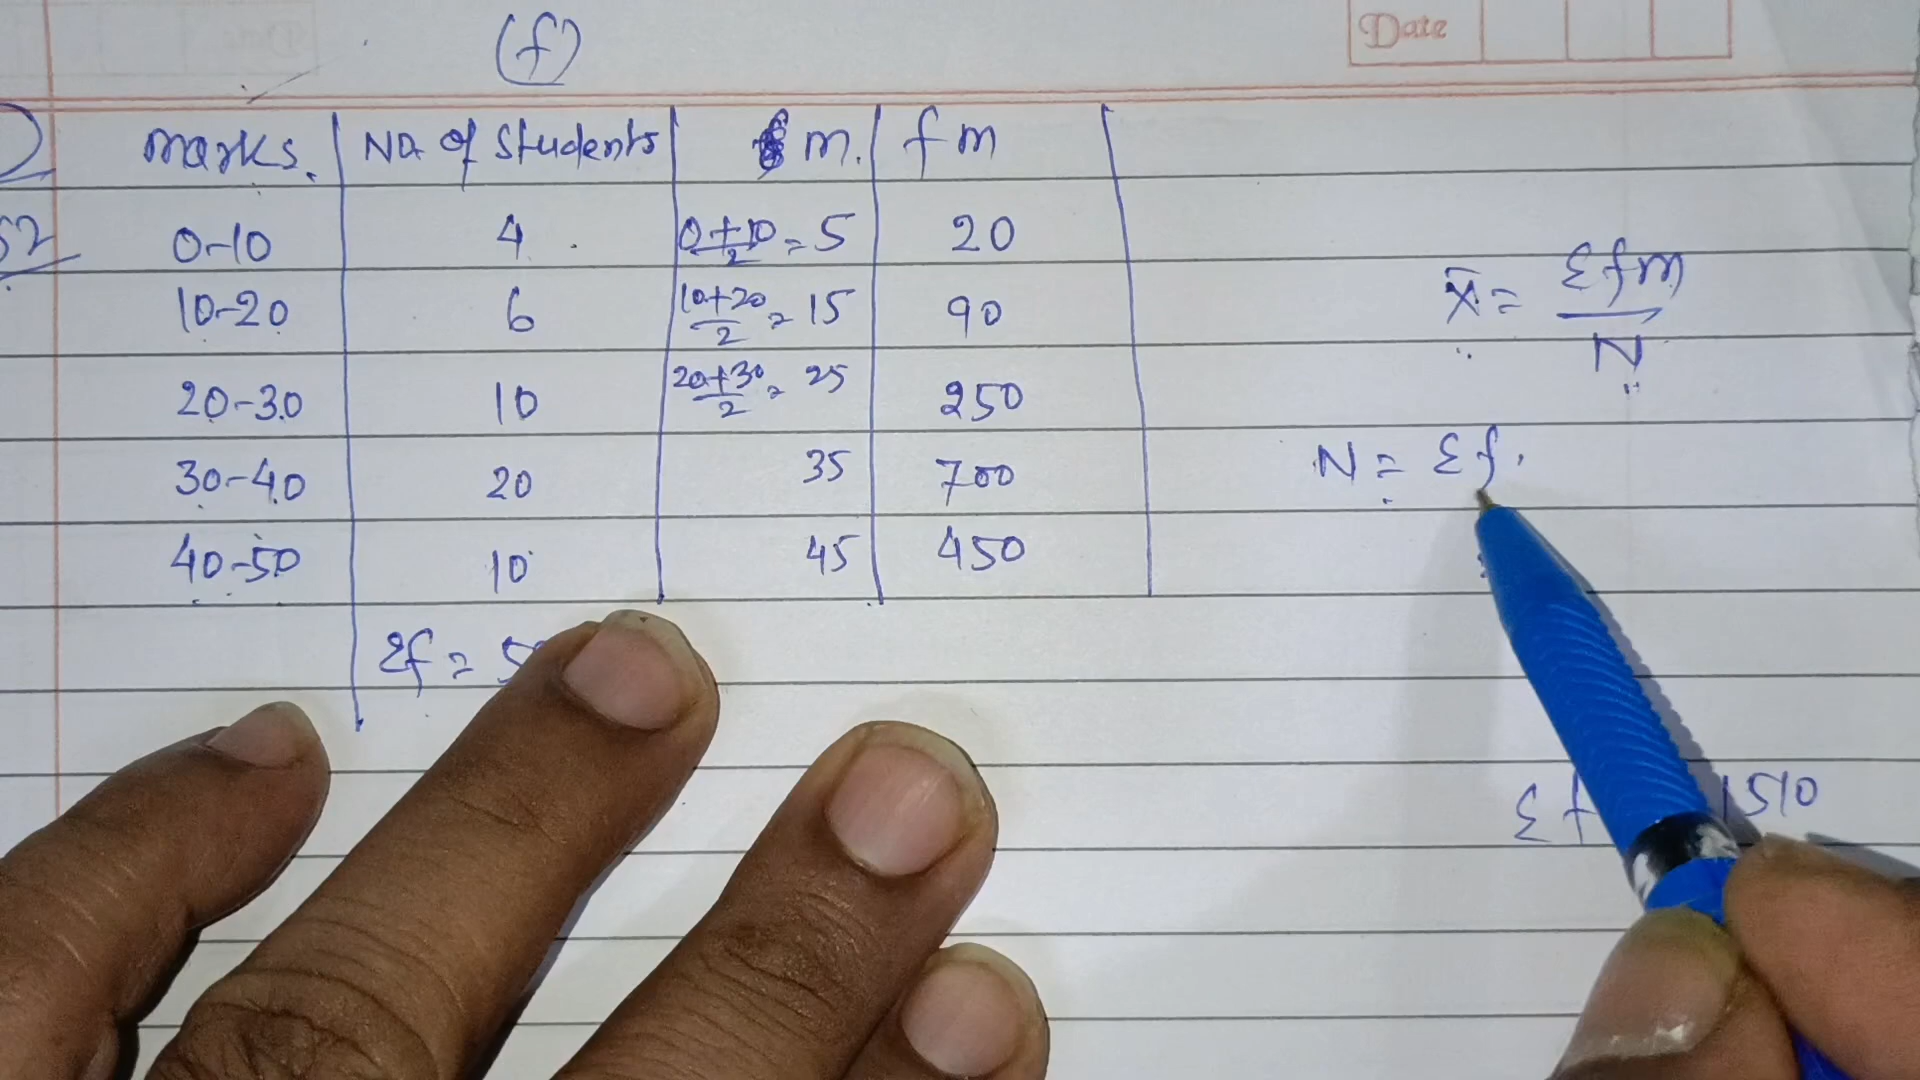 (f)
Date
Marks. No. of Students m. fm
0-10 4 0+10/2 = 5 20
10-20 6 10+20/2 = 15 90
20-30 10 20+30/2 = 25 250
30-40 20 35 700
40-50 10 45 450
X̄ = Σfm/N
N = Σf.
Σf =
Σf 1510